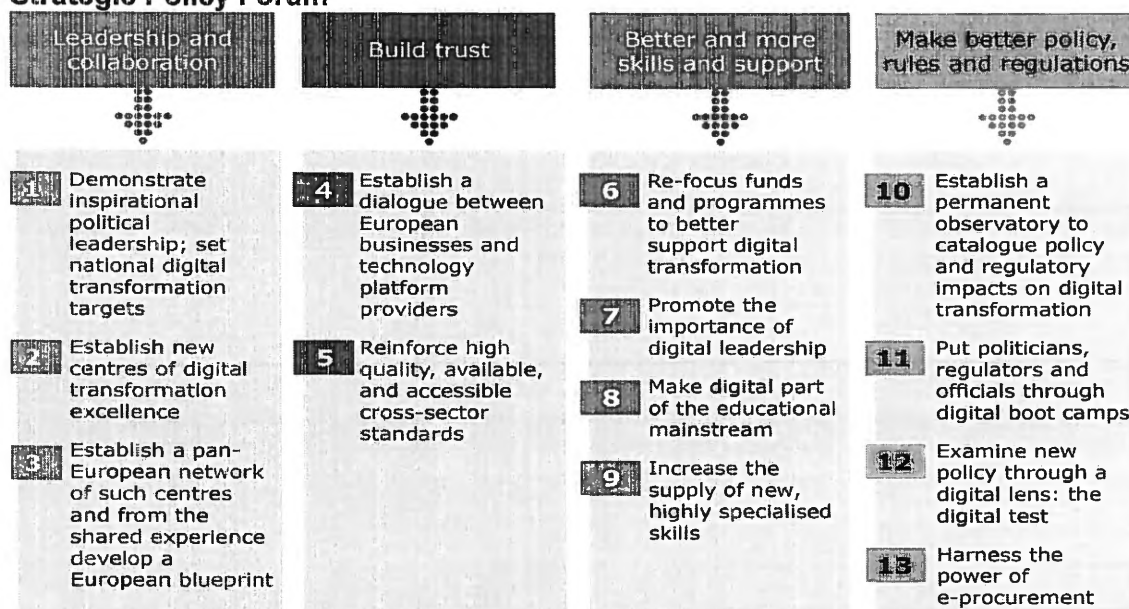 Strategic Policy Forum
Leadership and
collaboration
1 Demonstrate
inspirational
political
leadership; set
national digital
transformation
targets
2 Establish new
centres of digital
transformation
excellence
3 Establish a pan-
European network
of such centres
and from the
shared experience
develop a
European blueprint
Build trust
4 Establish a
dialogue between
European
businesses and
technology
platform
providers
5 Reinforce high
quality, available,
and accessible
cross-sector
standards
Better and more
skills and support
6 Re-focus funds
and programmes
to better
support digital
transformation
7 Promote the
importance of
digital leadership
8 Make digital part
of the educational
mainstream
9 Increase the
supply of new,
highly specialised
skills
Make better policy,
rules and regulations
10 Establish a
permanent
observatory to
catalogue policy
and regulatory
impacts on digital
transformation
11 Put politicians,
regulators and
officials through
digital boot camps
12 Examine new
policy through a
digital lens: the
digital test
13 Harness the
power of
e-procurement